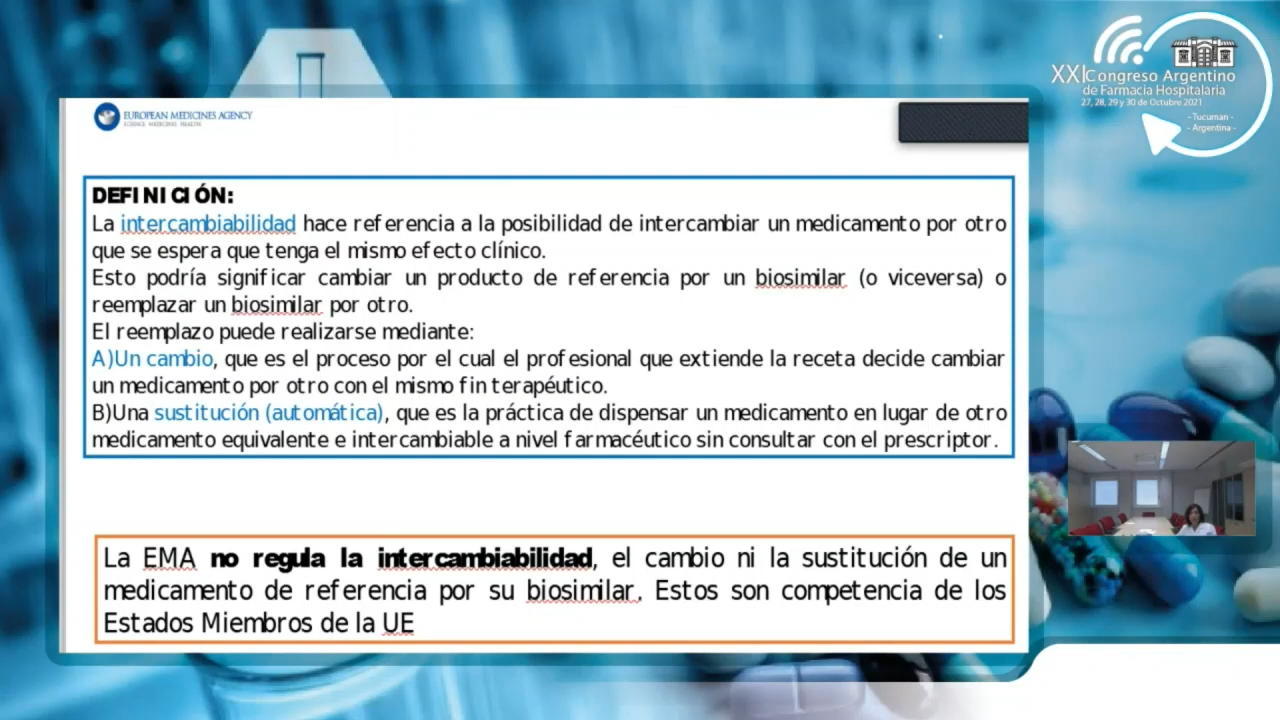 XXI Congreso Argentino
de Farmacia Hospitalaria
27, 28, 29 y 30 de Octubre 2021
- Tucuman -
- Argentina -
EUROPEAN MEDICINES AGENCY
SCIENCE MEDICINES HEALTH
DEFINICIÓN:
La intercambiabilidad hace referencia a la posibilidad de intercambiar un medicamento por otro
que se espera que tenga el mismo efecto clínico.
Esto podría significar cambiar un producto de referencia por un biosimilar (o viceversa) o
reemplazar un biosimilar por otro.
El reemplazo puede realizarse mediante:
A)Un cambio, que es el proceso por el cual el profesional que extiende la receta decide cambiar
un medicamento por otro con el mismo fin terapéutico.
B)Una sustitución (automática), que es la práctica de dispensar un medicamento en lugar de otro
medicamento equivalente e intercambiable a nivel farmacéutico sin consultar con el prescriptor.
La EMA no regula la intercambiabilidad, el cambio ni la sustitución de un
medicamento de referencia por su biosimilar. Estos son competencia de los
Estados Miembros de la UE